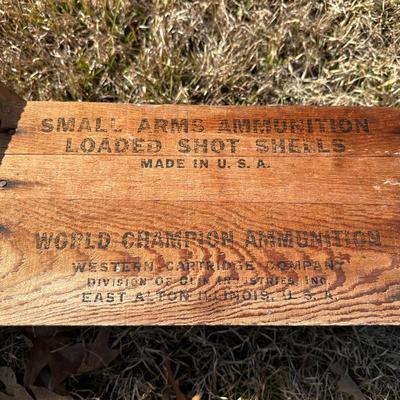 SMALL ARMS AMMUNITION
LOADED SHOT SHELLS
MADE IN U. S. A.
WORLD CHAMPION AMMUNITION
WESTERN CARTRIDGE COMPANY
DIVISION OF OLIN INDUSTRIES, INC.
EAST ALTON ILLINOIS, U. S. A.